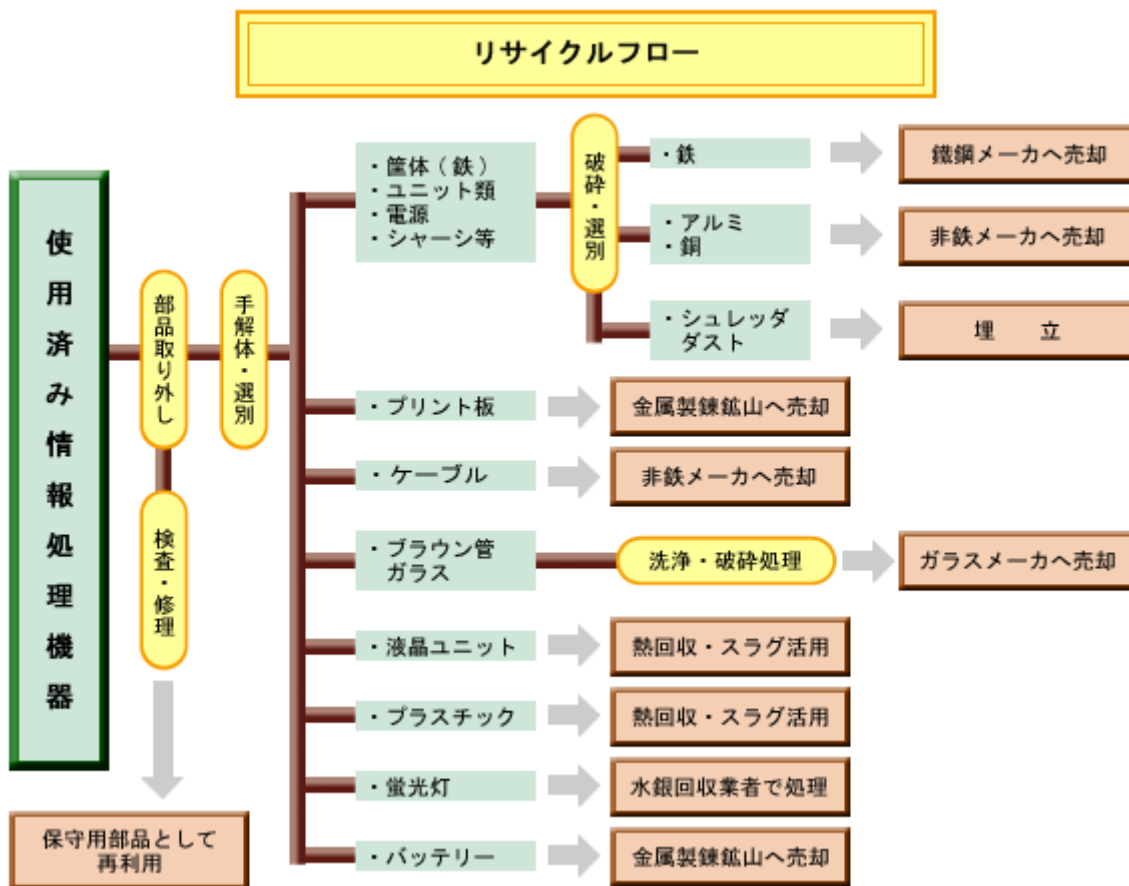 リサイクルフロー
使用済み情報処理機器
部品取り外し
検査・修理
保守用部品として
再利用
手解体・選別
・筐体（鉄）
・ユニット類
・電源
・シャーシ等
破砕・選別
・鉄
鐵鋼メーカへ売却
・アルミ
・銅
非鉄メーカへ売却
・シュレッダ
ダスト
埋　立
・プリント板
金属製錬鉱山へ売却
・ケーブル
非鉄メーカへ売却
・ブラウン管
ガラス
洗浄・破砕処理
ガラスメーカへ売却
・液晶ユニット
熱回収・スラグ活用
・プラスチック
熱回収・スラグ活用
・蛍光灯
水銀回収業者で処理
・バッテリー
金属製錬鉱山へ売却